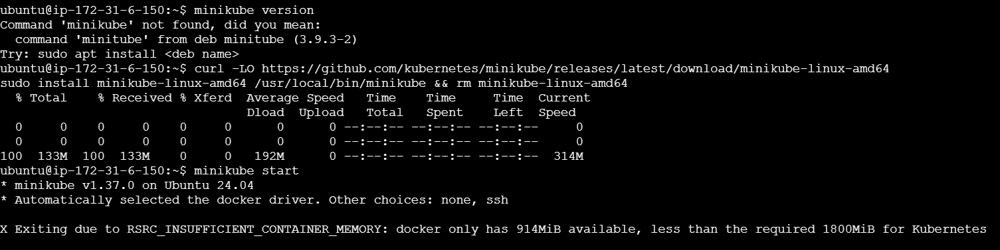 ubuntu@ip-172-31-6-150:~$ minikube version
Command 'minikube' not found, did you mean:
  command 'minitube' from deb minitube (3.9.3-2)
Try: sudo apt install <deb name>
ubuntu@ip-172-31-6-150:~$ curl -LO https://github.com/kubernetes/minikube/releases/latest/download/minikube-linux-amd64
sudo install minikube-linux-amd64 /usr/local/bin/minikube && rm minikube-linux-amd64
  % Total    % Received % Xferd  Average Speed   Time    Time     Time  Current
                                 Dload  Upload   Total   Spent    Left  Speed
  0     0    0     0    0     0      0      0 --:--:-- --:--:-- --:--:--     0
  0     0    0     0    0     0      0      0 --:--:-- --:--:-- --:--:--     0
100  133M  100  133M    0     0   192M      0 --:--:-- --:--:-- --:--:--  314M
ubuntu@ip-172-31-6-150:~$ minikube start
* minikube v1.37.0 on Ubuntu 24.04
* Automatically selected the docker driver. Other choices: none, ssh

X Exiting due to RSRC_INSUFFICIENT_CONTAINER_MEMORY: docker only has 914MiB available, less than the required 1800MiB for Kubernetes